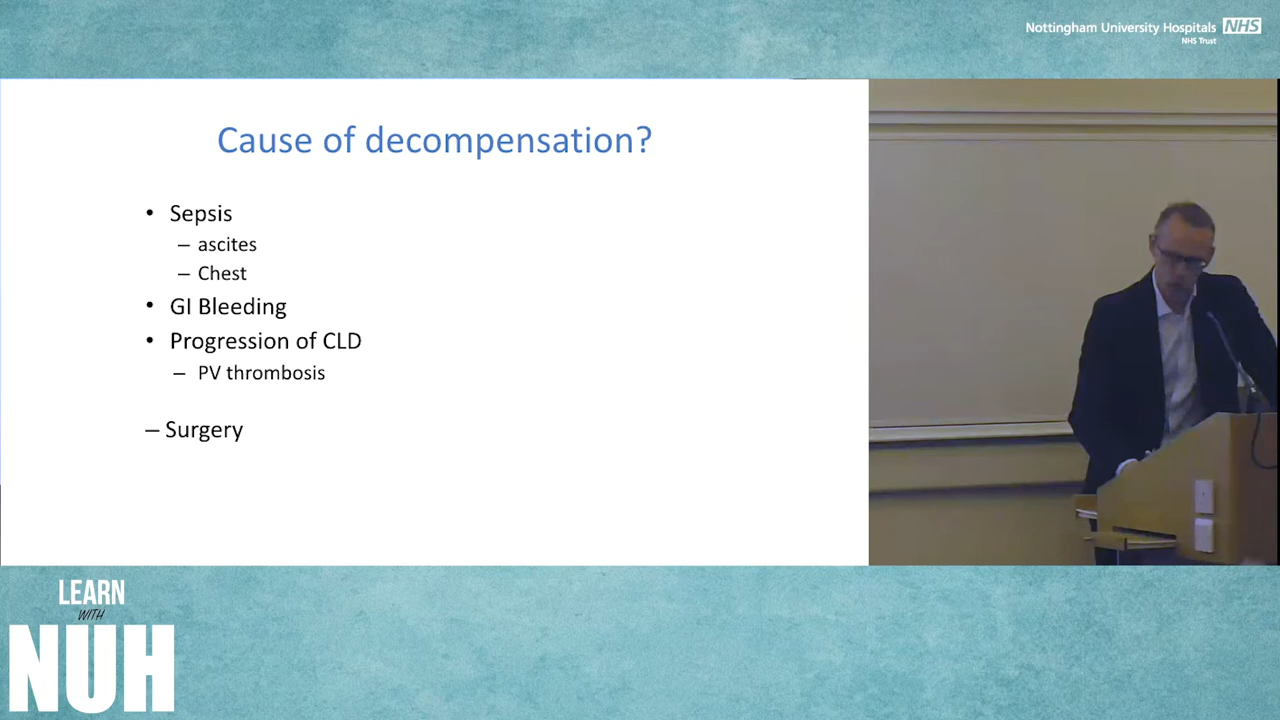 Nottingham University Hospitals NHS
NHS Trust
Cause of decompensation?
• Sepsis
– ascites
– Chest
• GI Bleeding
• Progression of CLD
– PV thrombosis
– Surgery
LEARN
WITH
NUH